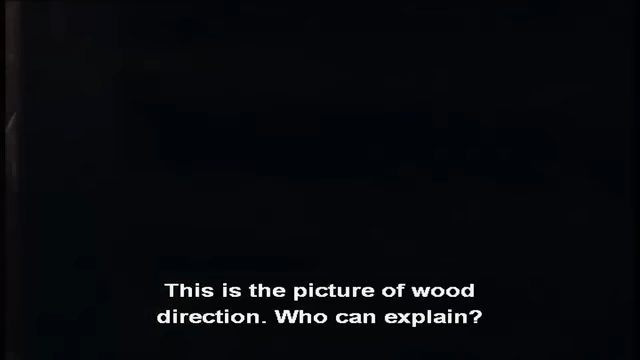 This is the picture of wood
direction. Who can explain?